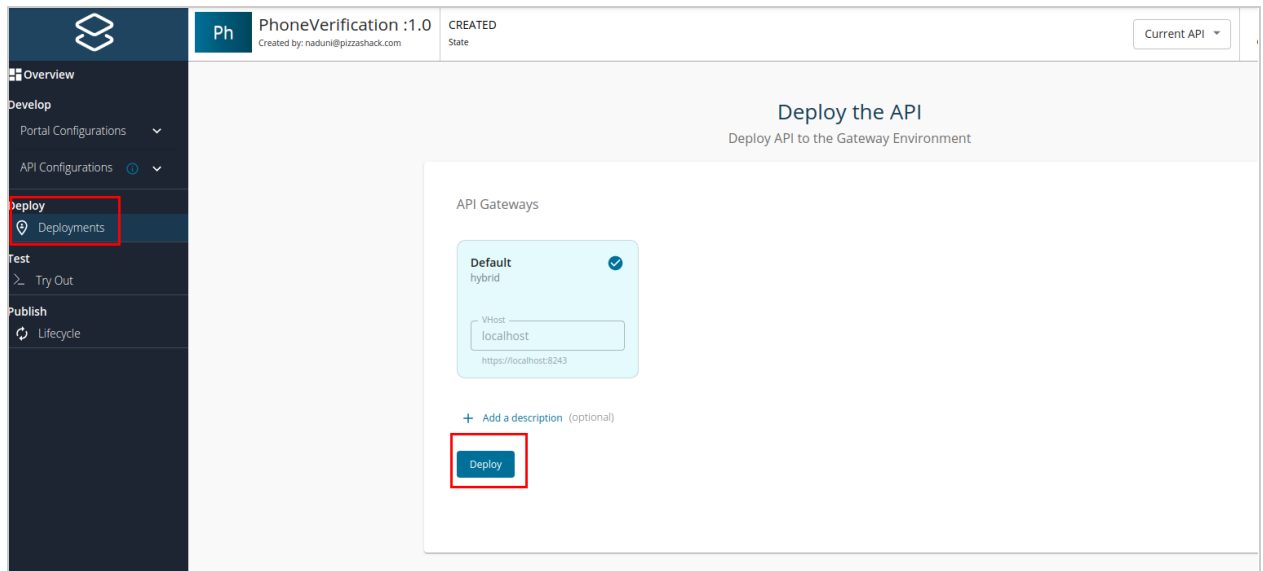 Ph
PhoneVerification :1.0
Created by: naduni@pizzashack.com
CREATED
State
Current API
Overview
Develop
Portal Configurations
API Configurations
Deploy
Deployments
Test
Try Out
Publish
Lifecycle
Deploy the API
Deploy API to the Gateway Environment
API Gateways
Default
hybrid
VHost
localhost
https://localhost:8243
+ Add a description (optional)
Deploy